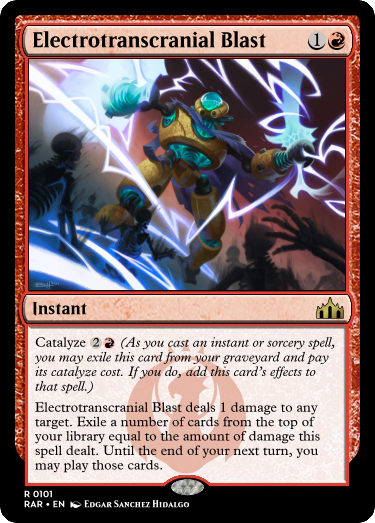 Electrotranscranial Blast 1
Instant
Catalyze 2 (As you cast an instant or sorcery spell,
you may exile this card from your graveyard and pay
its catalyze cost. If you do, add this card's effects to
that spell.)
Electrotranscranial Blast deals 1 damage to any
target. Exile a number of cards from the top of
your library equal to the amount of damage this
spell dealt. Until the end of your next turn, you
may play those cards.
R 0101
RAR • EN Edgar Sanchez Hidalgo